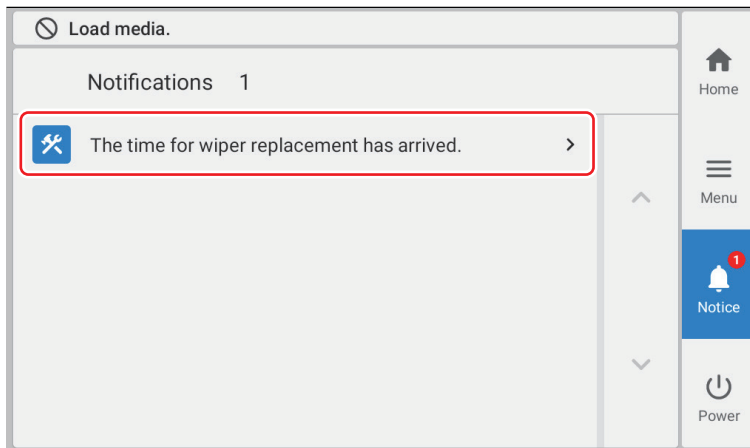 Load media.
Notifications 1
The time for wiper replacement has arrived.
Home
Menu
1
Notice
Power